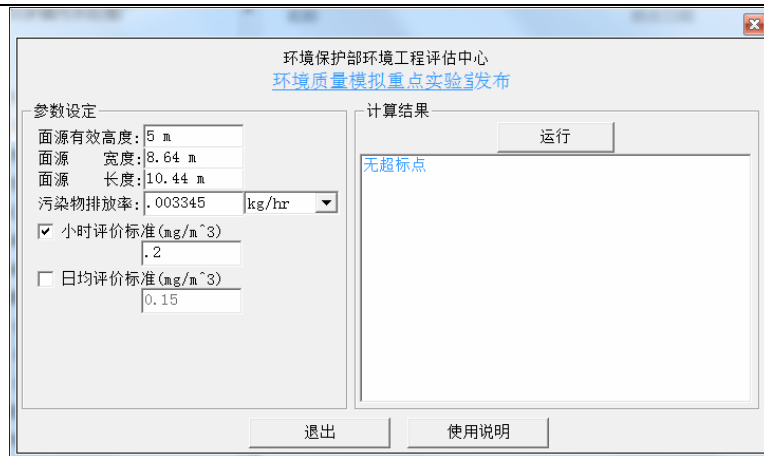 环境保护部环境工程评估中心
环境质量模拟重点实验室发布
参数设定
面源有效高度:5 m
面源 宽度:8.64 m
面源 长度:10.44 m
污染物排放率:.003345 kg/hr
小时评价标准(mg/m^3)
.2
日均评价标准(mg/m^3)
0.15
计算结果
运行
无超标点
退出 使用说明